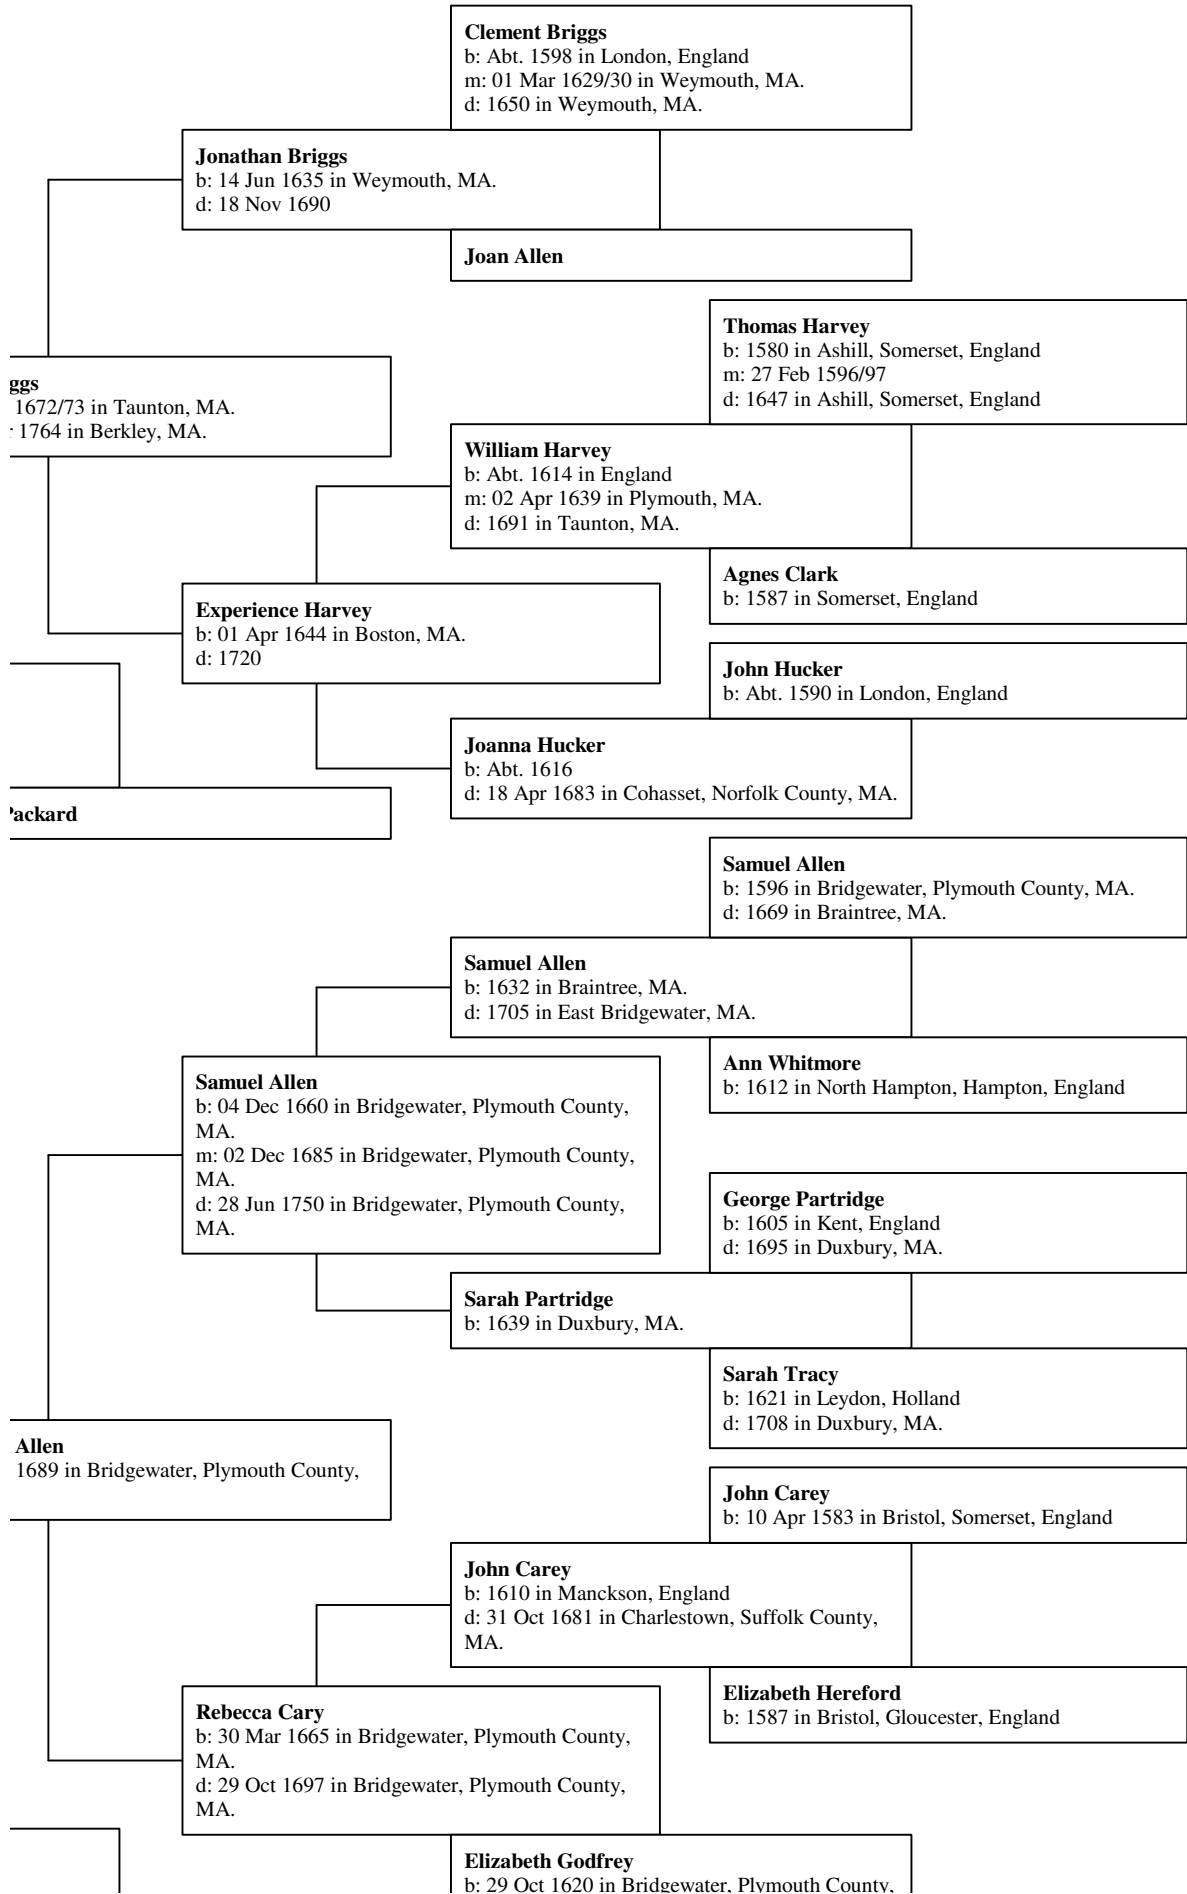 Clement Briggs
b: Abt. 1598 in London, England
m: 01 Mar 1629/30 in Weymouth, MA.
d: 1650 in Weymouth, MA.
Jonathan Briggs
b: 14 Jun 1635 in Weymouth, MA.
d: 18 Nov 1690
Joan Allen
Thomas Harvey
b: 1580 in Ashill, Somerset, England
m: 27 Feb 1596/97
d: 1647 in Ashill, Somerset, England
ggs
1672/73 in Taunton, MA.
1764 in Berkley, MA.
William Harvey
b: Abt. 1614 in England
m: 02 Apr 1639 in Plymouth, MA.
d: 1691 in Taunton, MA.
Agnes Clark
b: 1587 in Somerset, England
Experience Harvey
b: 01 Apr 1644 in Boston, MA.
d: 1720
John Hucker
b: Abt. 1590 in London, England
Joanna Hucker
b: Abt. 1616
d: 18 Apr 1683 in Cohasset, Norfolk County, MA.
Packard
Samuel Allen
b: 1596 in Bridgewater, Plymouth County, MA.
d: 1669 in Braintree, MA.
Samuel Allen
b: 1632 in Braintree, MA.
d: 1705 in East Bridgewater, MA.
Ann Whitmore
b: 1612 in North Hampton, Hampton, England
Samuel Allen
b: 04 Dec 1660 in Bridgewater, Plymouth County,
MA.
m: 02 Dec 1685 in Bridgewater, Plymouth County,
MA.
d: 28 Jun 1750 in Bridgewater, Plymouth County,
MA.
George Partridge
b: 1605 in Kent, England
d: 1695 in Duxbury, MA.
Sarah Partridge
b: 1639 in Duxbury, MA.
Sarah Tracy
b: 1621 in Leydon, Holland
d: 1708 in Duxbury, MA.
Allen
1689 in Bridgewater, Plymouth County,
John Carey
b: 10 Apr 1583 in Bristol, Somerset, England
John Carey
b: 1610 in Manckson, England
d: 31 Oct 1681 in Charlestown, Suffolk County,
MA.
Elizabeth Hereford
b: 1587 in Bristol, Gloucester, England
Rebecca Cary
b: 30 Mar 1665 in Bridgewater, Plymouth County,
MA.
d: 29 Oct 1697 in Bridgewater, Plymouth County,
MA.
Elizabeth Godfrey
b: 29 Oct 1620 in Bridgewater, Plymouth County,